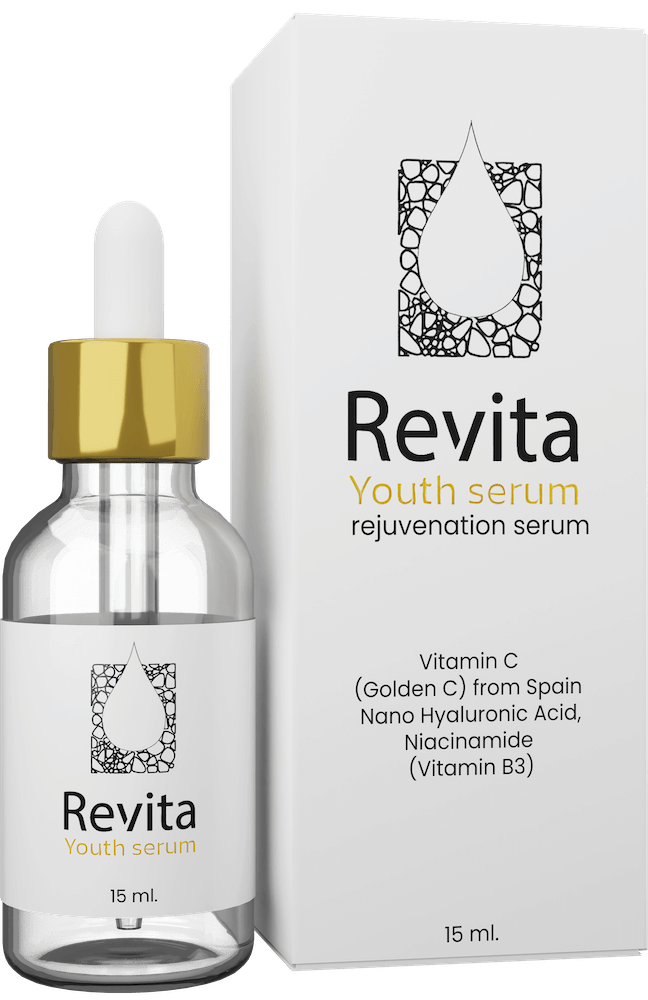 Revita
Youth serum
rejuvenation serum
Vitamin C
(Golden C) from Spain
Nano Hyaluronic Acid,
Niacinamide
(Vitamin B3)
15 ml.
Revita
Youth serum
15 ml.